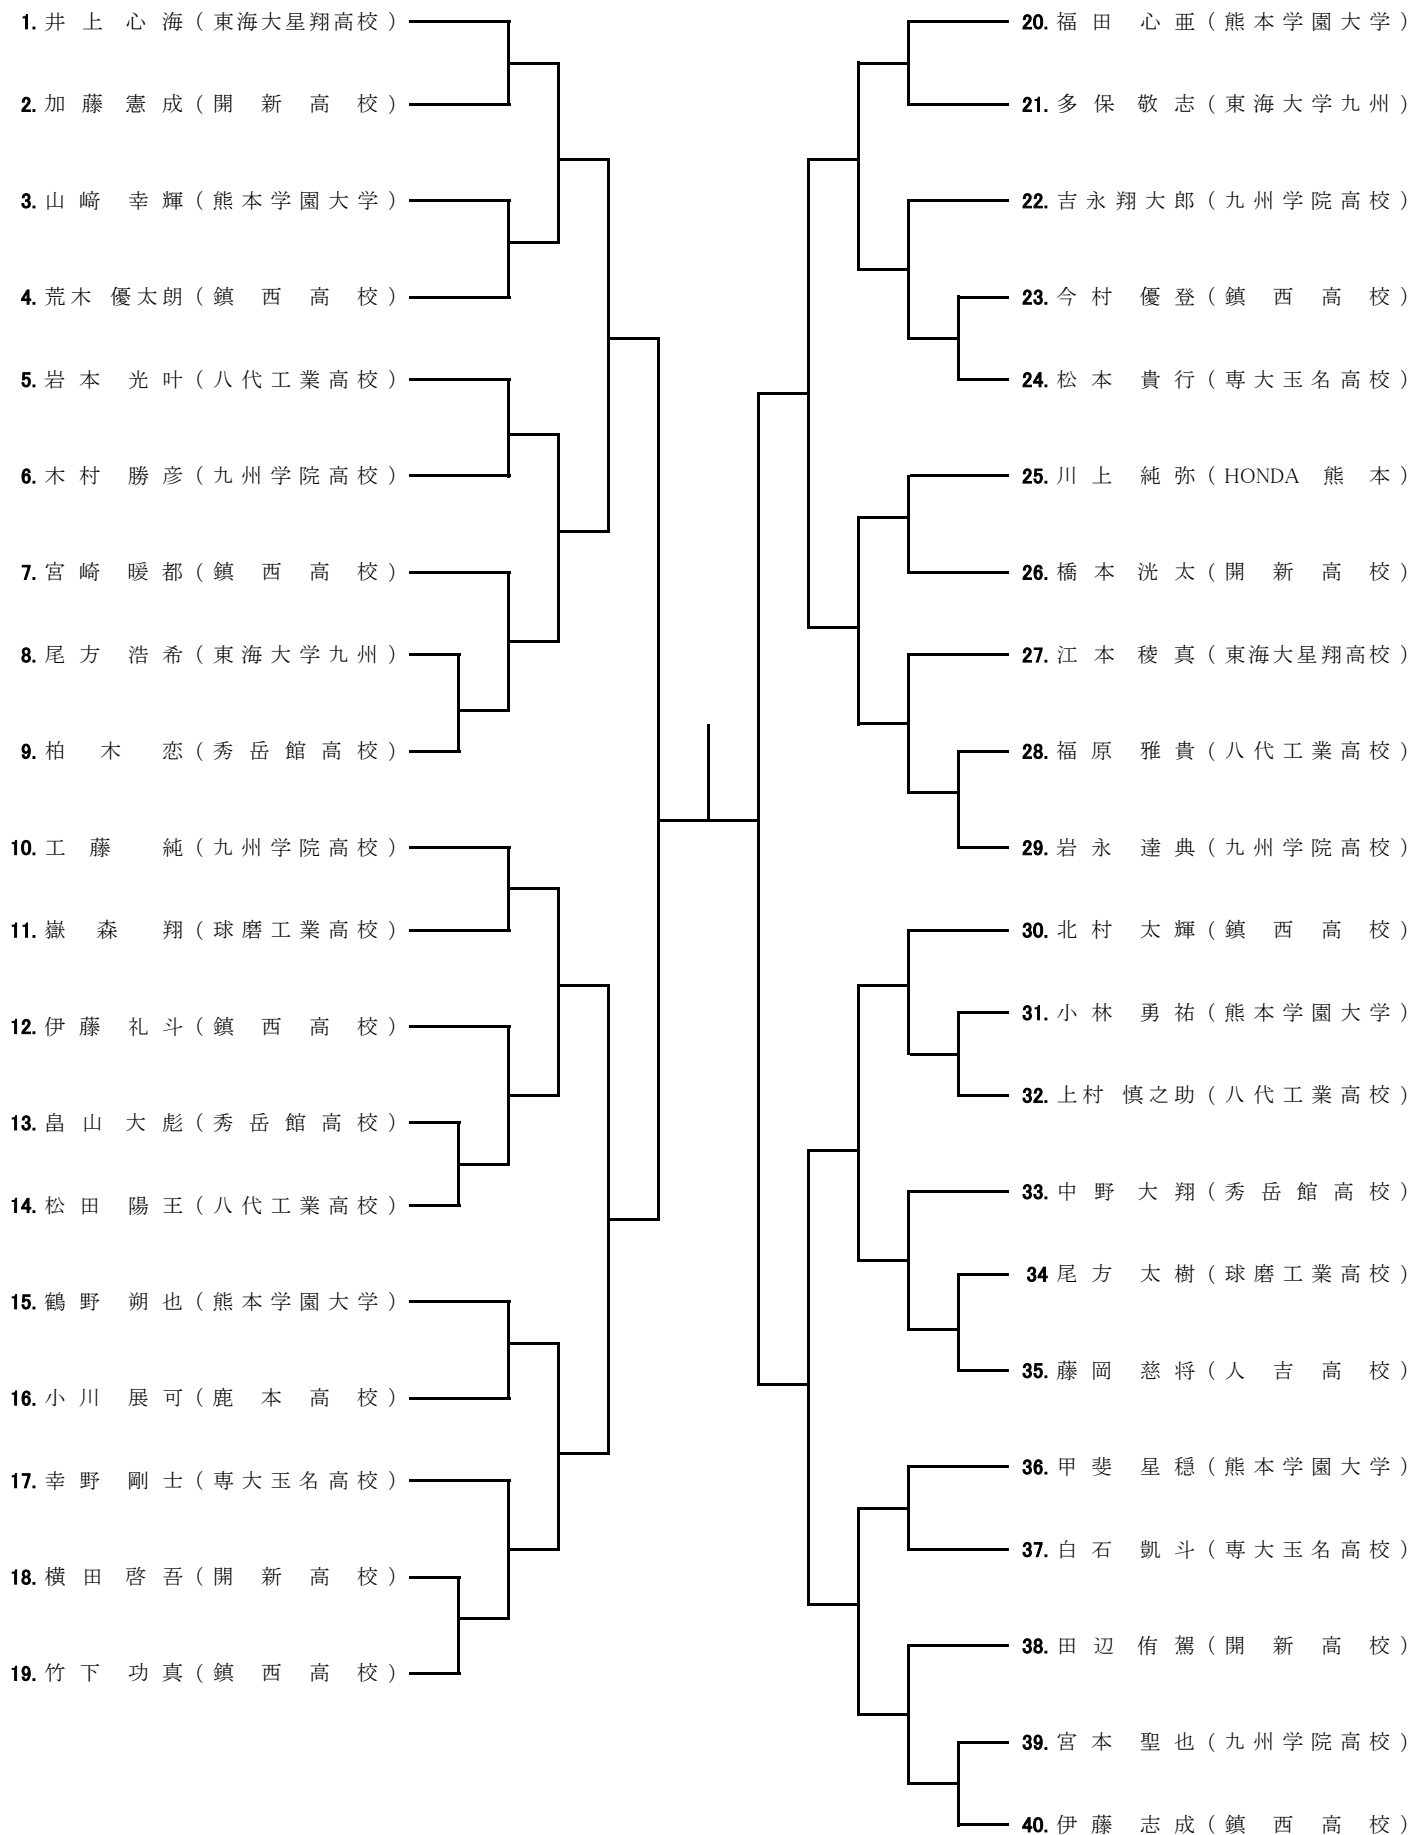 1. 井上心海（東海大星翔高校）
2. 加藤憲成（開新高校）
3. 山﨑幸輝（熊本学園大学）
4. 荒木優太朗（鎮西高校）
5. 岩本光叶（八代工業高校）
6. 木村勝彦（九州学院高校）
7. 宮崎暖都（鎮西高校）
8. 尾方浩希（東海大学九州）
9. 柏木恋（秀岳館高校）
10. 工藤純（九州学院高校）
11. 嶽森翔（球磨工業高校）
12. 伊藤礼斗（鎮西高校）
13. 畠山大彪（秀岳館高校）
14. 松田陽王（八代工業高校）
15. 鶴野朔也（熊本学園大学）
16. 小川展可（鹿本高校）
17. 幸野剛士（専大玉名高校）
18. 横田啓吾（開新高校）
19. 竹下功真（鎮西高校）
20. 福田心亜（熊本学園大学）
21. 多保敬志（東海大学九州）
22. 吉永翔大郎（九州学院高校）
23. 今村優登（鎮西高校）
24. 松本貴行（専大玉名高校）
25. 川上純弥（HONDA熊本）
26. 橋本洸太（開新高校）
27. 江本稜真（東海大星翔高校）
28. 福原雅貴（八代工業高校）
29. 岩永達典（九州学院高校）
30. 北村太輝（鎮西高校）
31. 小林勇祐（熊本学園大学）
32. 上村慎之助（八代工業高校）
33. 中野大翔（秀岳館高校）
34 尾方太樹（球磨工業高校）
35. 藤岡慈将（人吉高校）
36. 甲斐星穏（熊本学園大学）
37. 白石凱斗（専大玉名高校）
38. 田辺侑駕（開新高校）
39. 宮本聖也（九州学院高校）
40. 伊藤志成（鎮西高校）